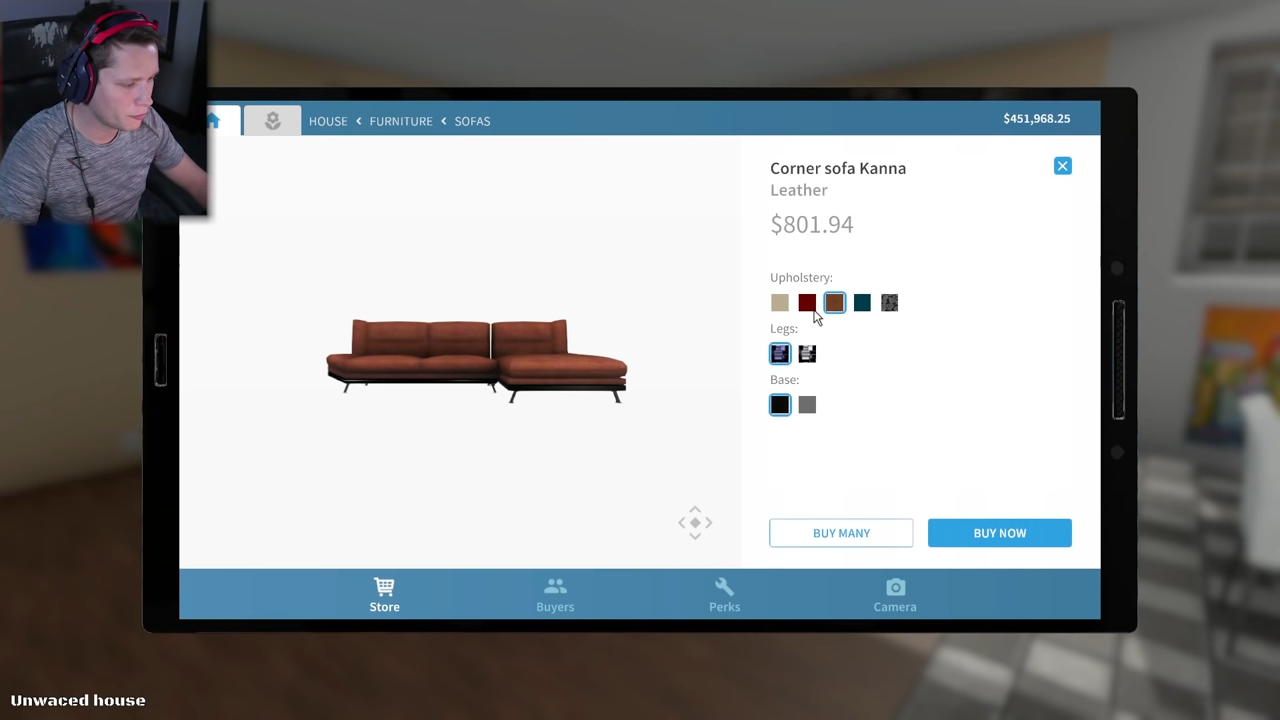 HOUSE < FURNITURE < SOFAS
$451,968.25
Corner sofa Kanna
Leather
$801.94
Upholstery:
Legs:
Base:
BUY MANY
BUY NOW
Store
Buyers
Perks
Camera
Unwaced house